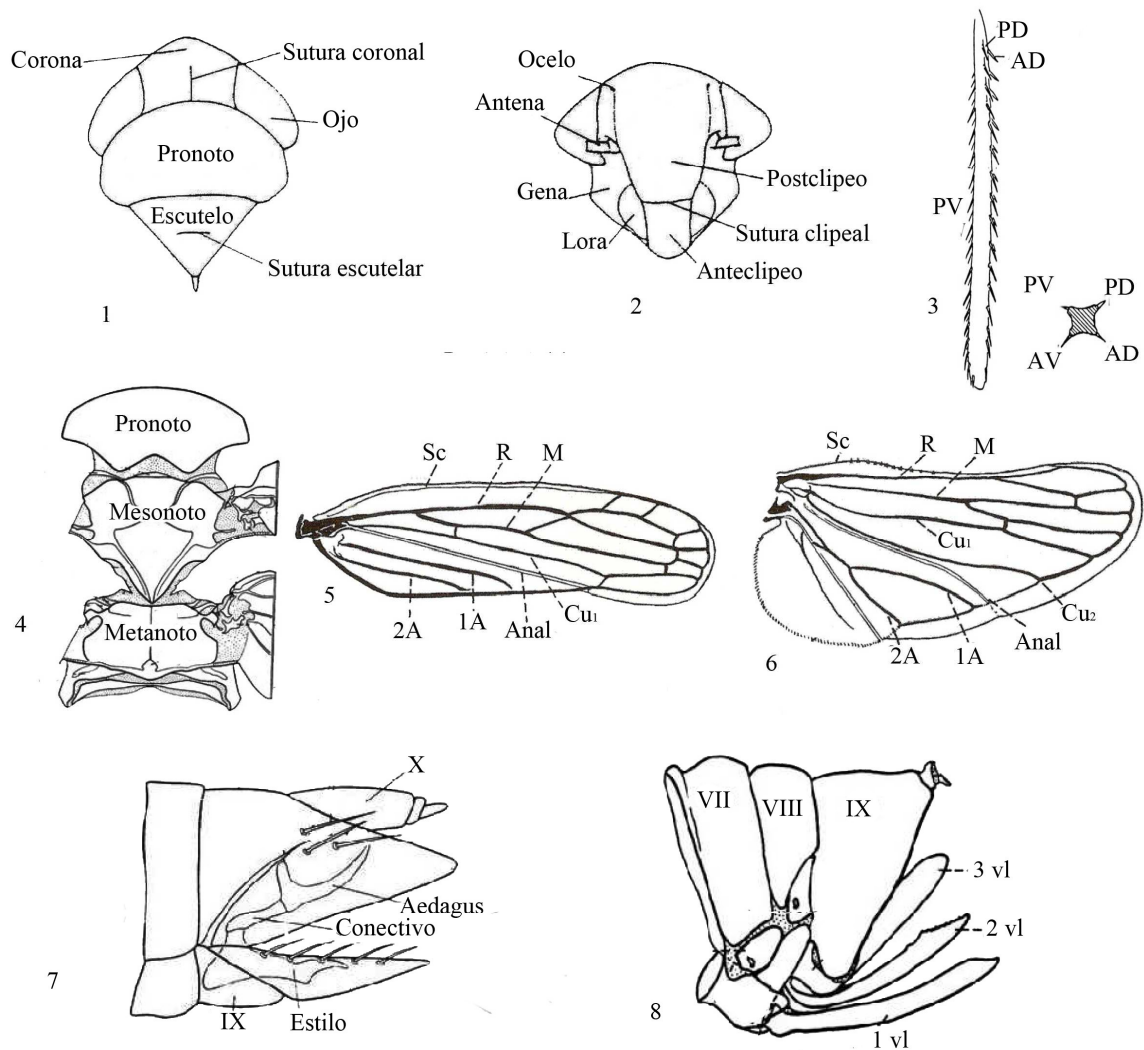 Corona
Sutura coronal
Ojo
Pronoto
Escutelo
Sutura escutelar
1
Ocelo
Antena
Gena
Lora
Postclipeo
Sutura clipeal
Anteclipeo
2
PD
AD
PV
3
PV
PD
AV
AD
Pronoto
Mesonoto
Metanoto
4
Sc
R
M
5
2A
1A
Anal
Cu1
Sc
R
M
Cu1
Cu2
Anal
1A
2A
6
X
Aedagus
Conectivo
IX
Estilo
7
VII
VIII
IX
3 vl
2 vl
1 vl
8